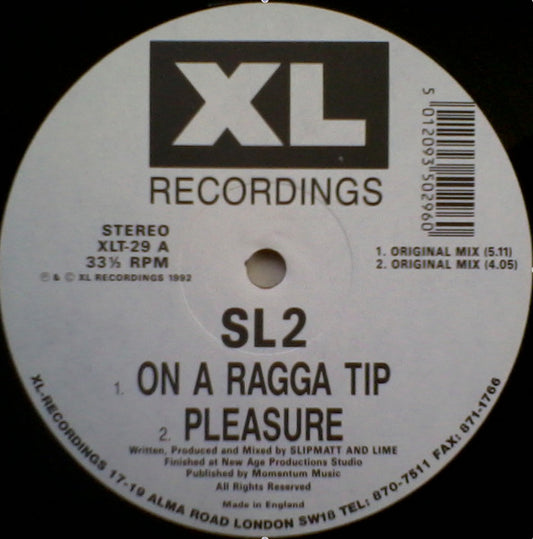 XL
RECORDINGS
5 012093 502960
STEREO
XLT-29 A
33⅓ RPM
℗ & © XL RECORDINGS 1992
1. ORIGINAL MIX (5.11)
2. ORIGINAL MIX (4.05)
SL2
1. ON A RAGGA TIP
2. PLEASURE
Written, Produced and Mixed by SLIPMATT AND LIME
Finished at New Age Productions Studio
Published by Momentum Music
All Rights Reserved
Made in England
XL-RECORDINGS 17-19 ALMA ROAD LONDON SW18 TEL: 870-7511 FAX: 871-1766